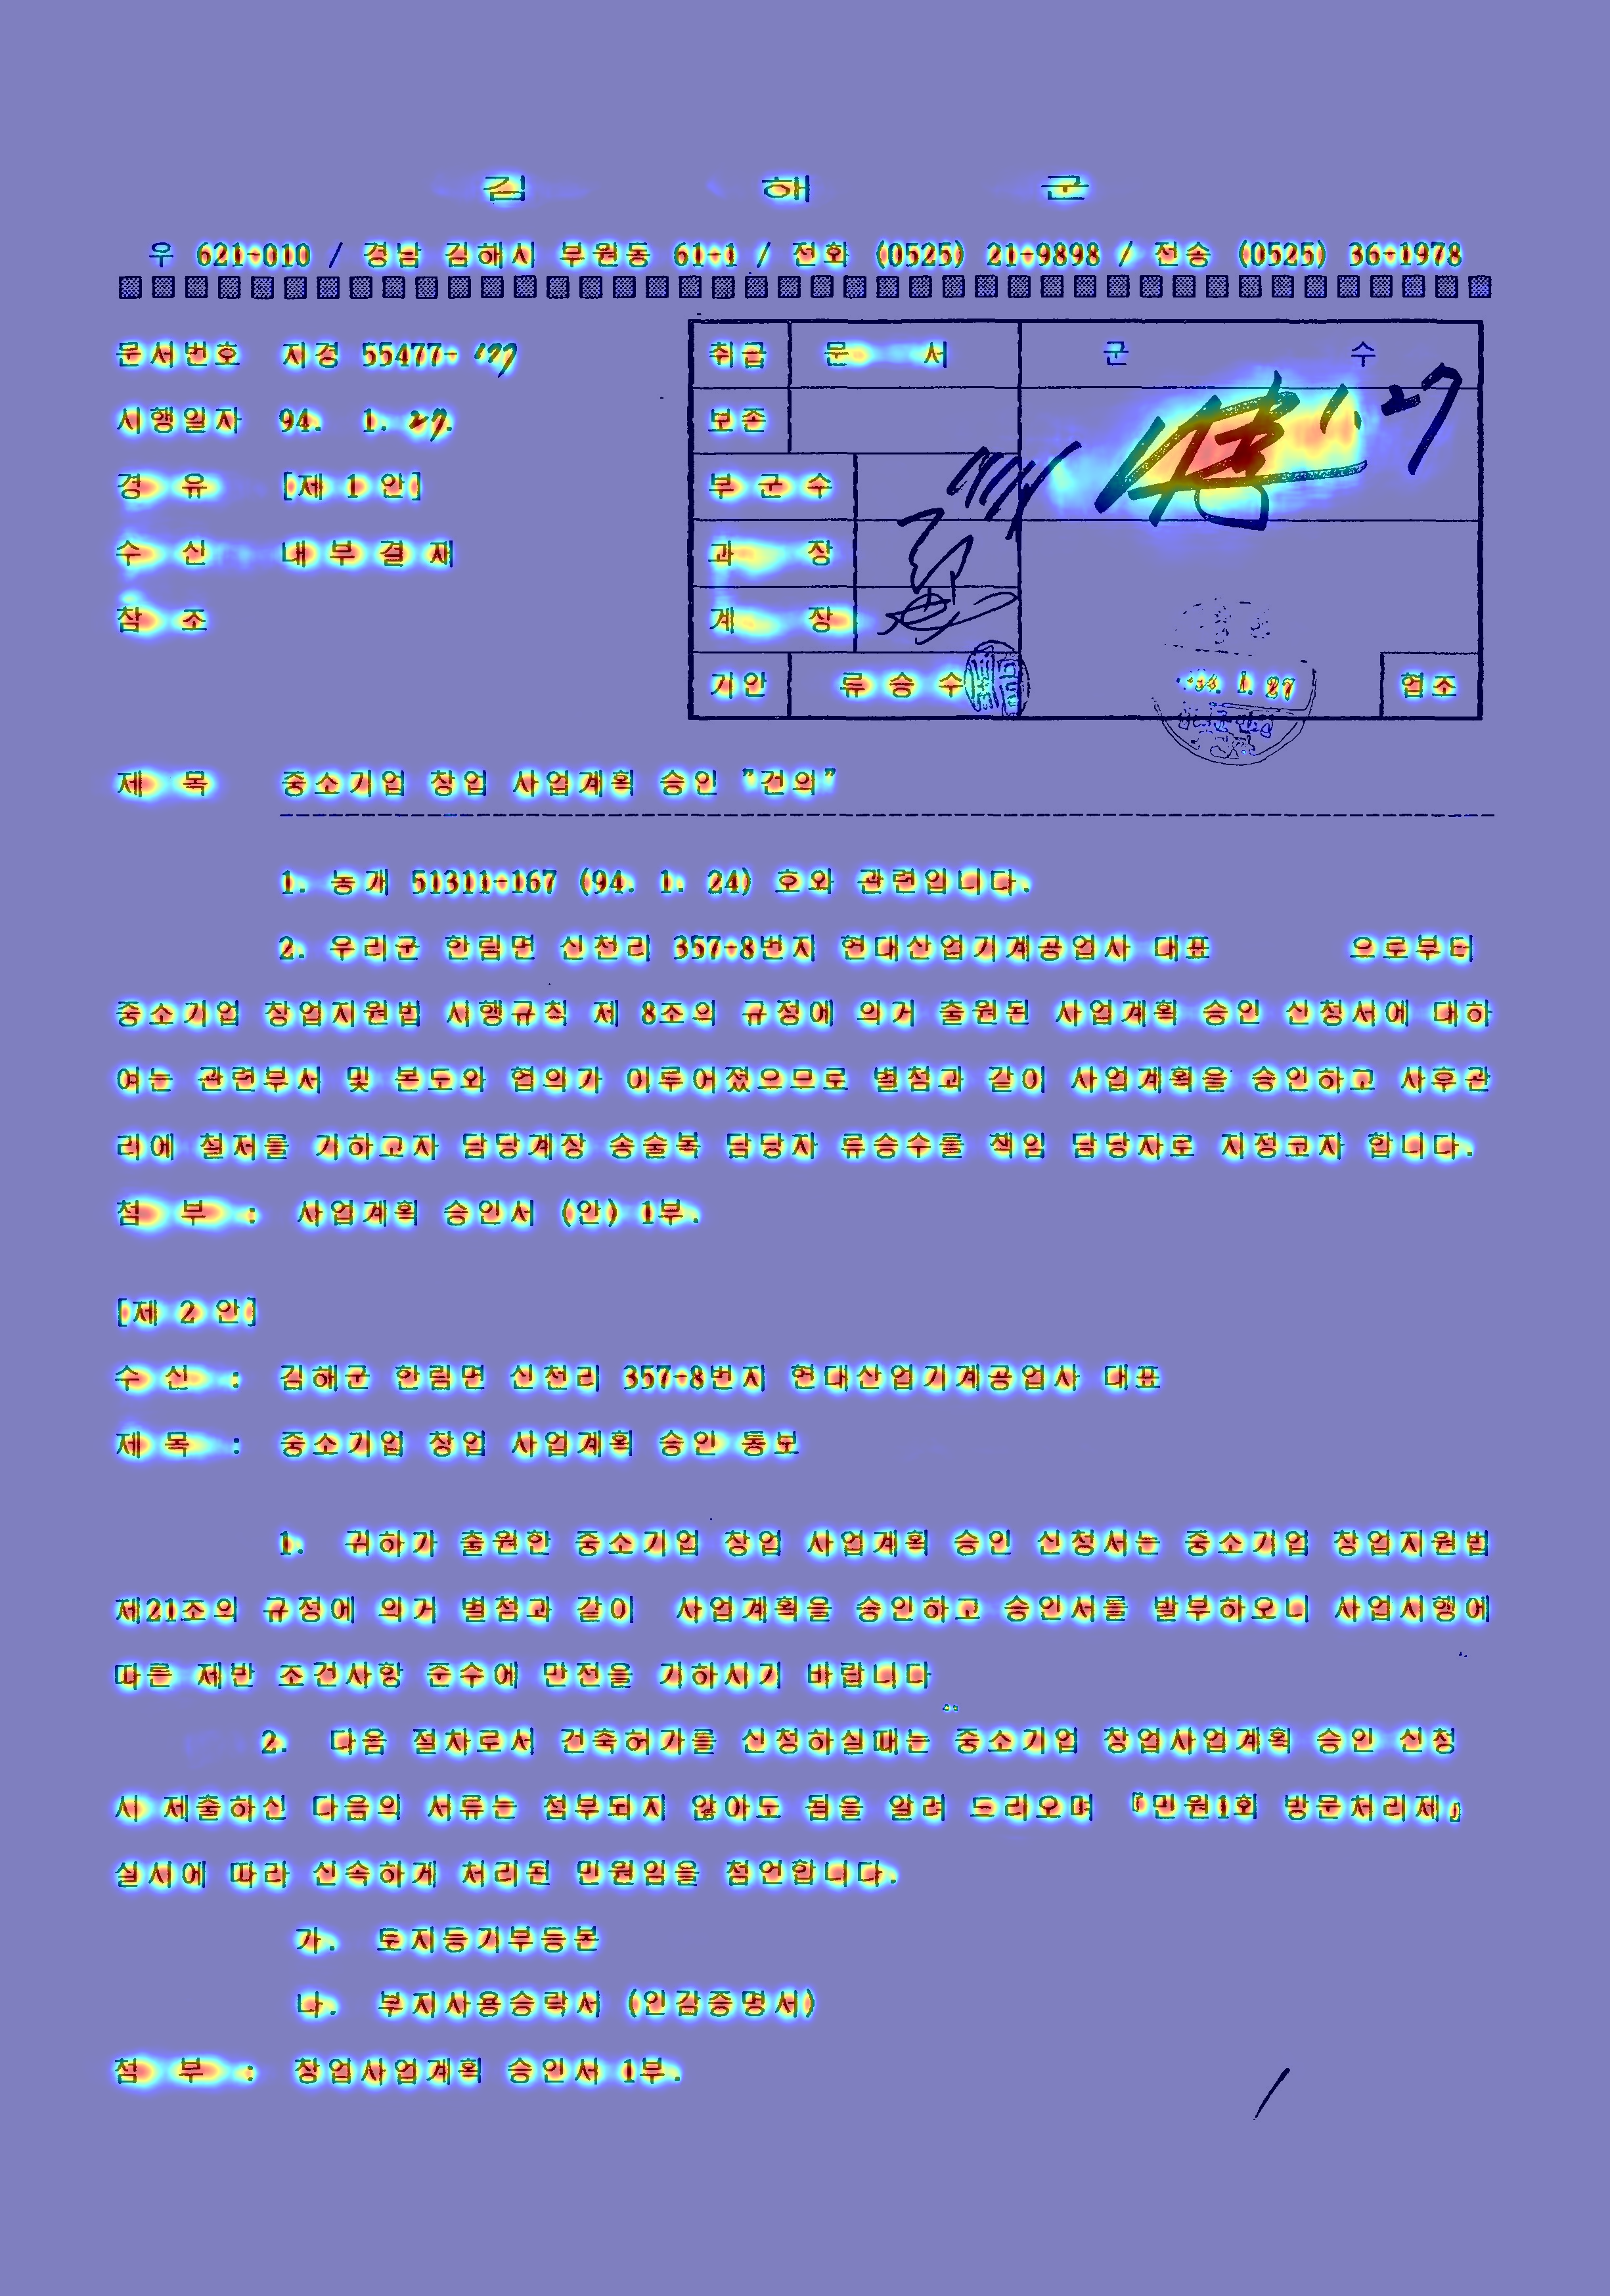 김 해 군
우 621-010 / 경남 김해시 부원동 61-1 / 전화 (0525) 21-9898 / 전송 (0525) 36-1978
문서번호 지경 55477- 177
시행일자 94. 1. 27.
경 유 [제 1 안]
수 신 내 부 결 재
참 조
취급 문 서 군 수
보존
1. 27
부 군 수
과 장
계 장
기안 류 승 수
94. 1. 27
협조
제 목 중소기업 창업 사업계획 승인 "건의"
1. 농개 51311-167 (94. 1. 24) 호와 관련입니다.
2. 우리군 한림면 신천리 357-8번지 현대산업기계공업사 대표 으로부터
중소기업 창업지원법 시행규칙 제 8조의 규정에 의거 출원된 사업계획 승인 신청서에 대하
여는 관련부서 및 본도와 협의가 이루어졌으므로 별첨과 같이 사업계획을 승인하고 사후관
리에 철저를 기하고자 담당계장 송술복 담당자 류승수를 책임 담당자로 지정코자 합니다.
첨 부 : 사업계획 승인서 (안) 1부.
[제 2 안]
수 신 : 김해군 한림면 신천리 357-8번지 현대산업기계공업사 대표
제 목 : 중소기업 창업 사업계획 승인 통보
1. 귀하가 출원한 중소기업 창업 사업계획 승인 신청서는 중소기업 창업지원법
제21조의 규정에 의거 별첨과 같이 사업계획을 승인하고 승인서를 발부하오니 사업시행에
따른 제반 조건사항 준수에 만전을 기하시기 바랍니다
2. 다음 절차로서 건축허가를 신청하실때는 중소기업 창업사업계획 승인 신청
시 제출하신 다음의 서류는 첨부되지 않아도 됨을 알려 드리오며 『민원1회 방문처리제』
실시에 따라 신속하게 처리된 민원임을 첨언합니다.
가. 토지등기부등본
나. 부지사용승락서 (인감증명서)
첨 부 : 창업사업계획 승인서 1부.